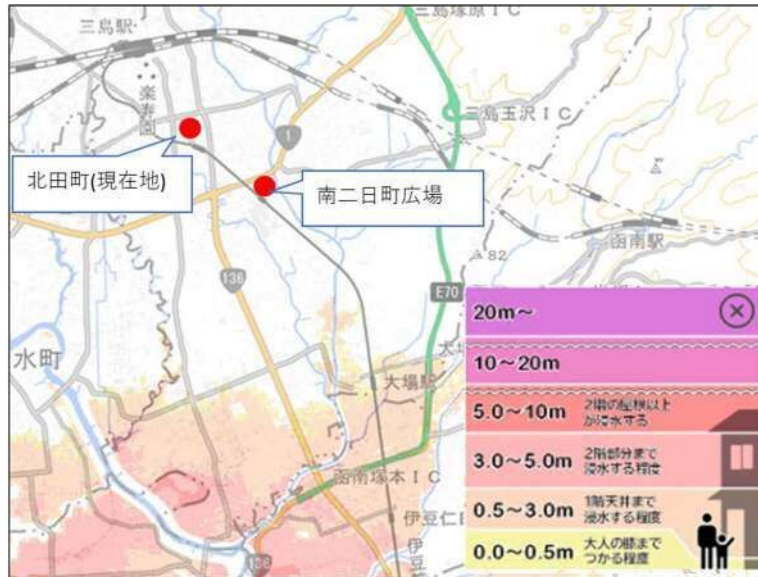 三島駅
三島塚原IC
楽寿園
三島玉沢IC
1
北田町(現在地)
南二日町広場
函南駅
82
136
E70
水町
大場駅
函南塚本IC
伊豆仁
136
20m～
10～20m
5.0～10m 2階の屋根以上
が浸水する
3.0～5.0m 2階部分まで
浸水する程度
0.5～3.0m 1階天井まで
浸水する程度
0.0～0.5m 大人の膝まで
つかる程度